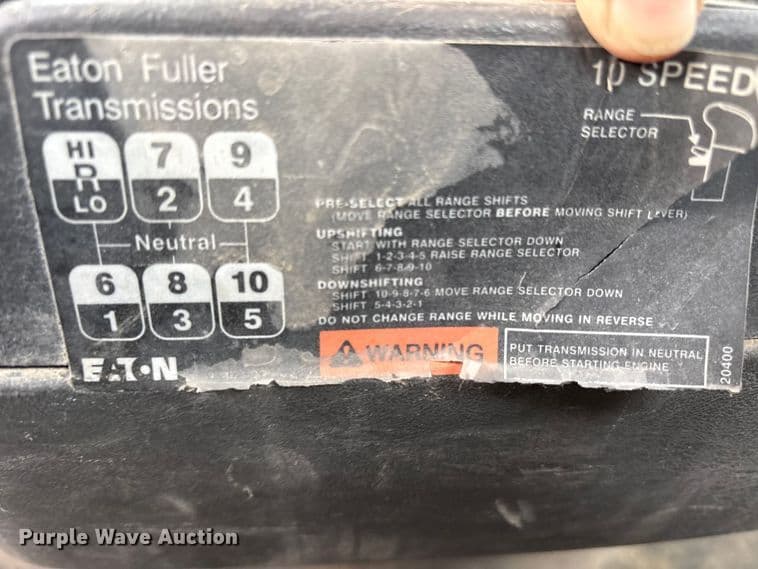 Eaton Fuller
Transmissions
10 SPEED
RANGE
SELECTOR
HI 7 9
R
LO 2 4
Neutral
6 8 10
1 3 5
PRE-SELECT ALL RANGE SHIFTS
(MOVE RANGE SELECTOR BEFORE MOVING SHIFT LEVER)
UPSHIFTING
START WITH RANGE SELECTOR DOWN
SHIFT 1-2-3-4-5 RAISE RANGE SELECTOR
SHIFT 6-7-8-9-10
DOWNSHIFTING
SHIFT 10-9-8-7-6 MOVE RANGE SELECTOR DOWN
SHIFT 5-4-3-2-1
DO NOT CHANGE RANGE WHILE MOVING IN REVERSE
WARNING
PUT TRANSMISSION IN NEUTRAL
BEFORE STARTING ENGINE
20400
EATON
Purple Wave Auction